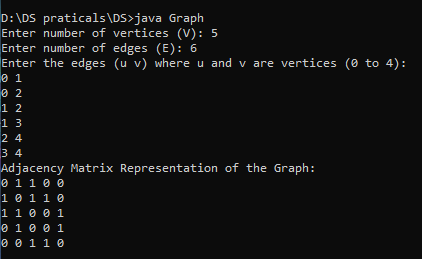 D:\DS praticals\DS>java Graph
Enter number of vertices (V): 5
Enter number of edges (E): 6
Enter the edges (u v) where u and v are vertices (0 to 4):
0 1
0 2
1 2
1 3
2 4
3 4
Adjacency Matrix Representation of the Graph:
0 1 1 0 0
1 0 1 1 0
1 1 0 0 1
0 1 0 0 1
0 0 1 1 0